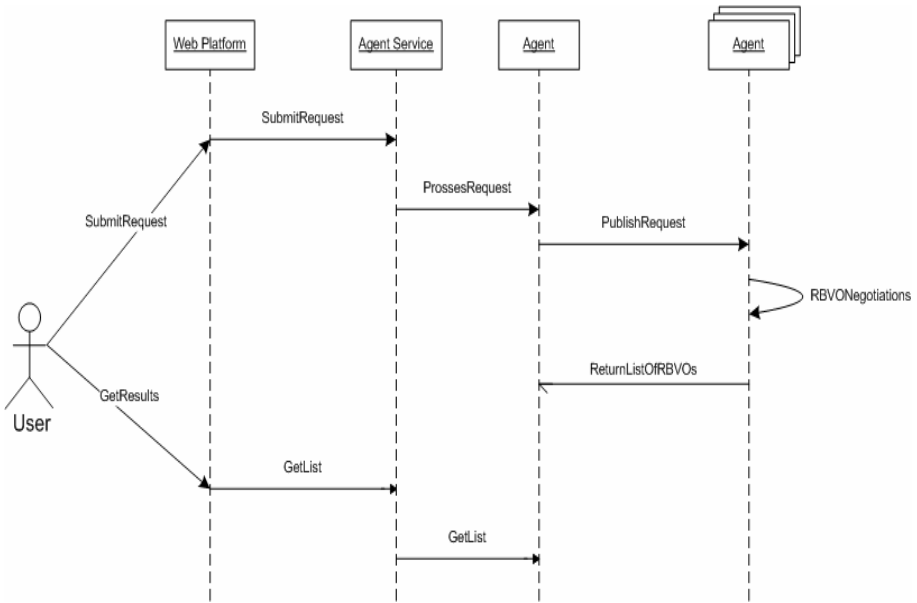 Web Platform
Agent Service
Agent
Agent
SubmitRequest
ProssesRequest
SubmitRequest
PublishRequest
RBVONegotiations
ReturnListOfRBVOs
GetResults
User
GetList
GetList